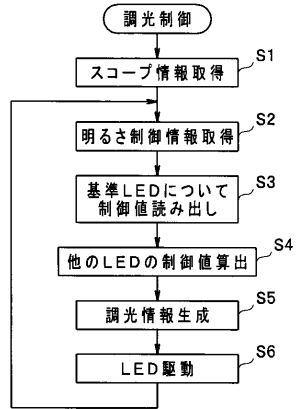 調光制御
S1
スコープ情報取得
S2
明るさ制御情報取得
S3
基準LEDについて
制御値読み出し
S4
他のLEDの制御値算出
S5
調光情報生成
S6
LED駆動